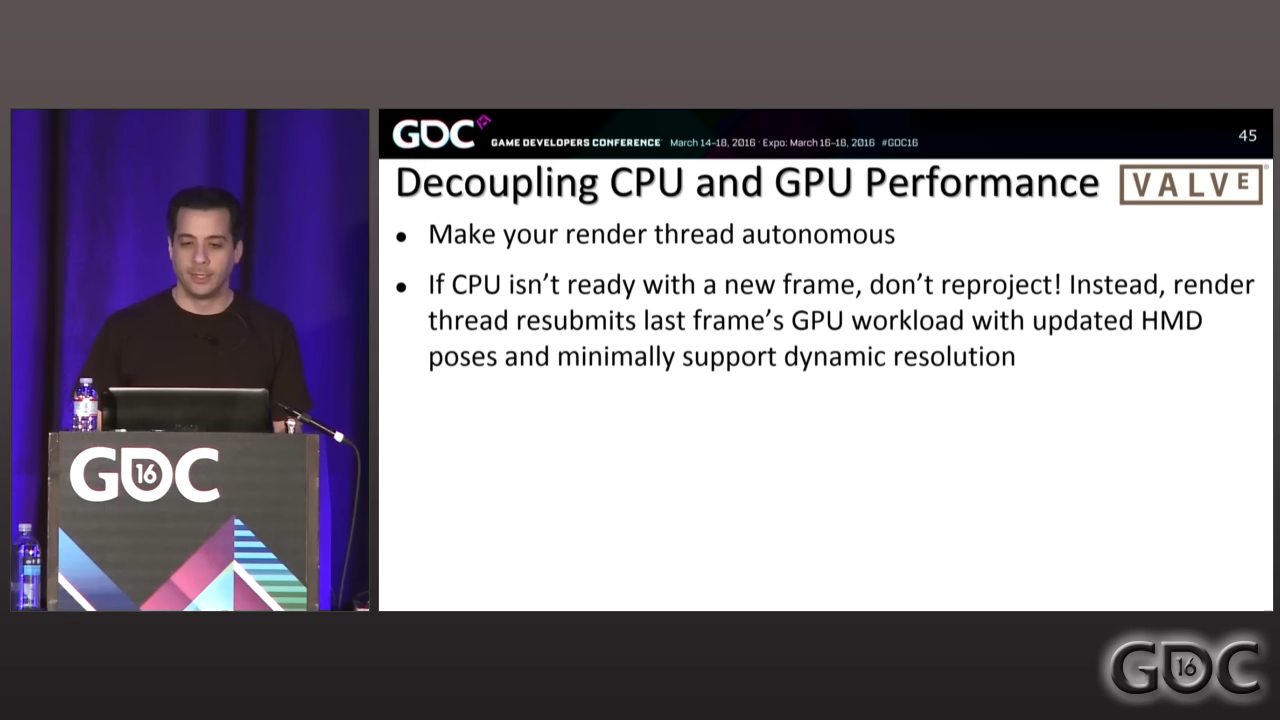 GDC
GAME DEVELOPERS CONFERENCE March 14–18, 2016 · Expo: March 16–18, 2016 #GDC16
45
Decoupling CPU and GPU Performance
VALVE
• Make your render thread autonomous
• If CPU isn’t ready with a new frame, don’t reproject! Instead, render
thread resubmits last frame’s GPU workload with updated HMD
poses and minimally support dynamic resolution
GDC
16
GDC
16